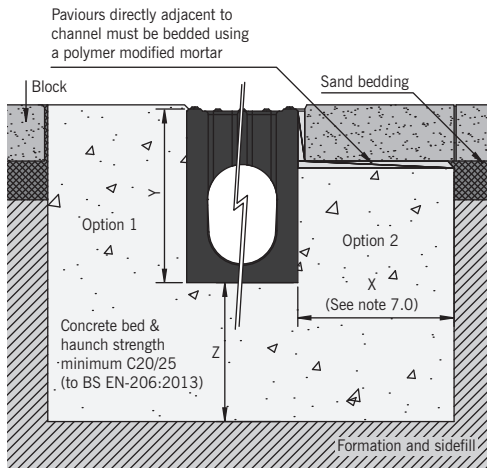 Pavours directly adjacent to
channel must be bedded using
a polymer modified mortar
Block
Sand bedding
Y
Option 1
Option 2
X
(See note 7.0)
Z
Concrete bed &
haunch strength
minimum C20/25
(to BS EN-206:2013)
Formation and sidefill